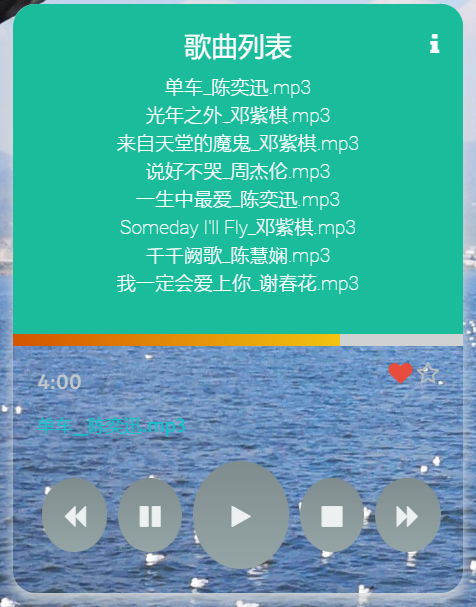 歌曲列表
单车_陈奕迅.mp3
光年之外_邓紫棋.mp3
来自天堂的魔鬼_邓紫棋.mp3
说好不哭_周杰伦.mp3
一生中最爱_陈奕迅.mp3
Someday I'll Fly_邓紫棋.mp3
千千阙歌_陈慧娴.mp3
我一定会爱上你_谢春花.mp3
4:00
单车_陈奕迅.mp3